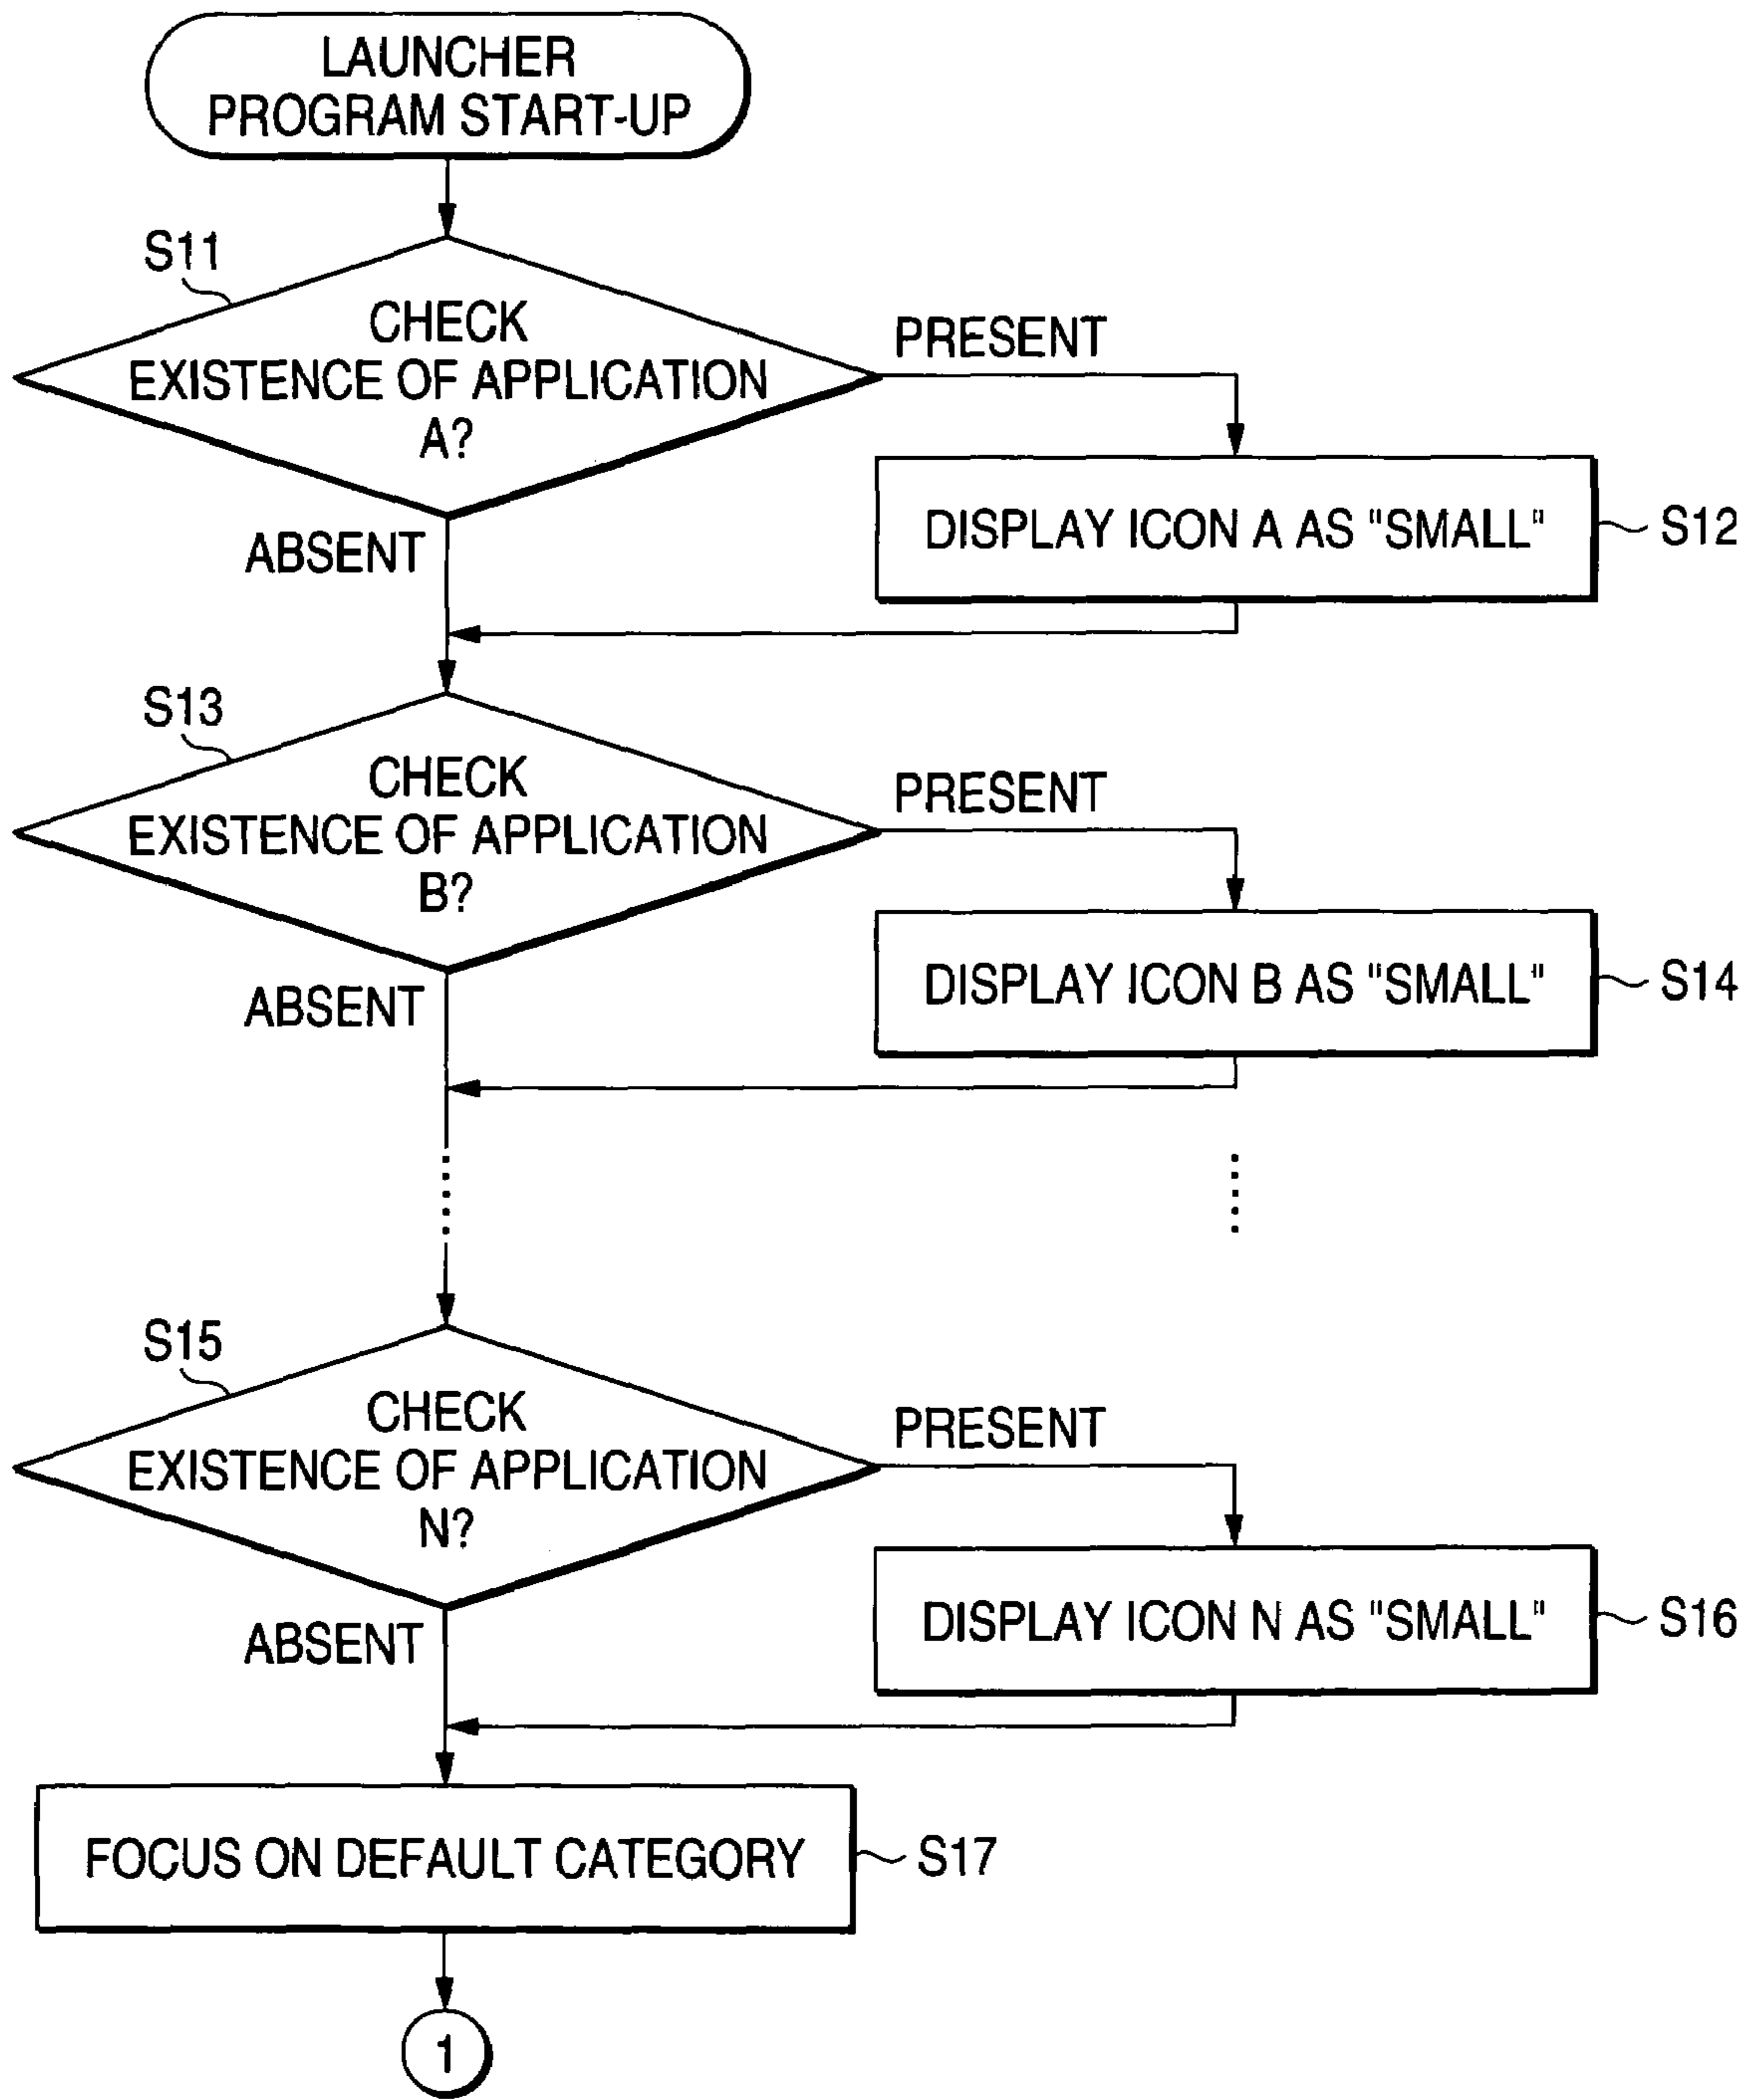 LAUNCHER
PROGRAM START-UP
S11
CHECK
EXISTENCE OF APPLICATION
A?
PRESENT
ABSENT
DISPLAY ICON A AS "SMALL"
S12
S13
CHECK
EXISTENCE OF APPLICATION
B?
PRESENT
ABSENT
DISPLAY ICON B AS "SMALL"
S14
S15
CHECK
EXISTENCE OF APPLICATION
N?
PRESENT
ABSENT
DISPLAY ICON N AS "SMALL"
S16
FOCUS ON DEFAULT CATEGORY
S17
1